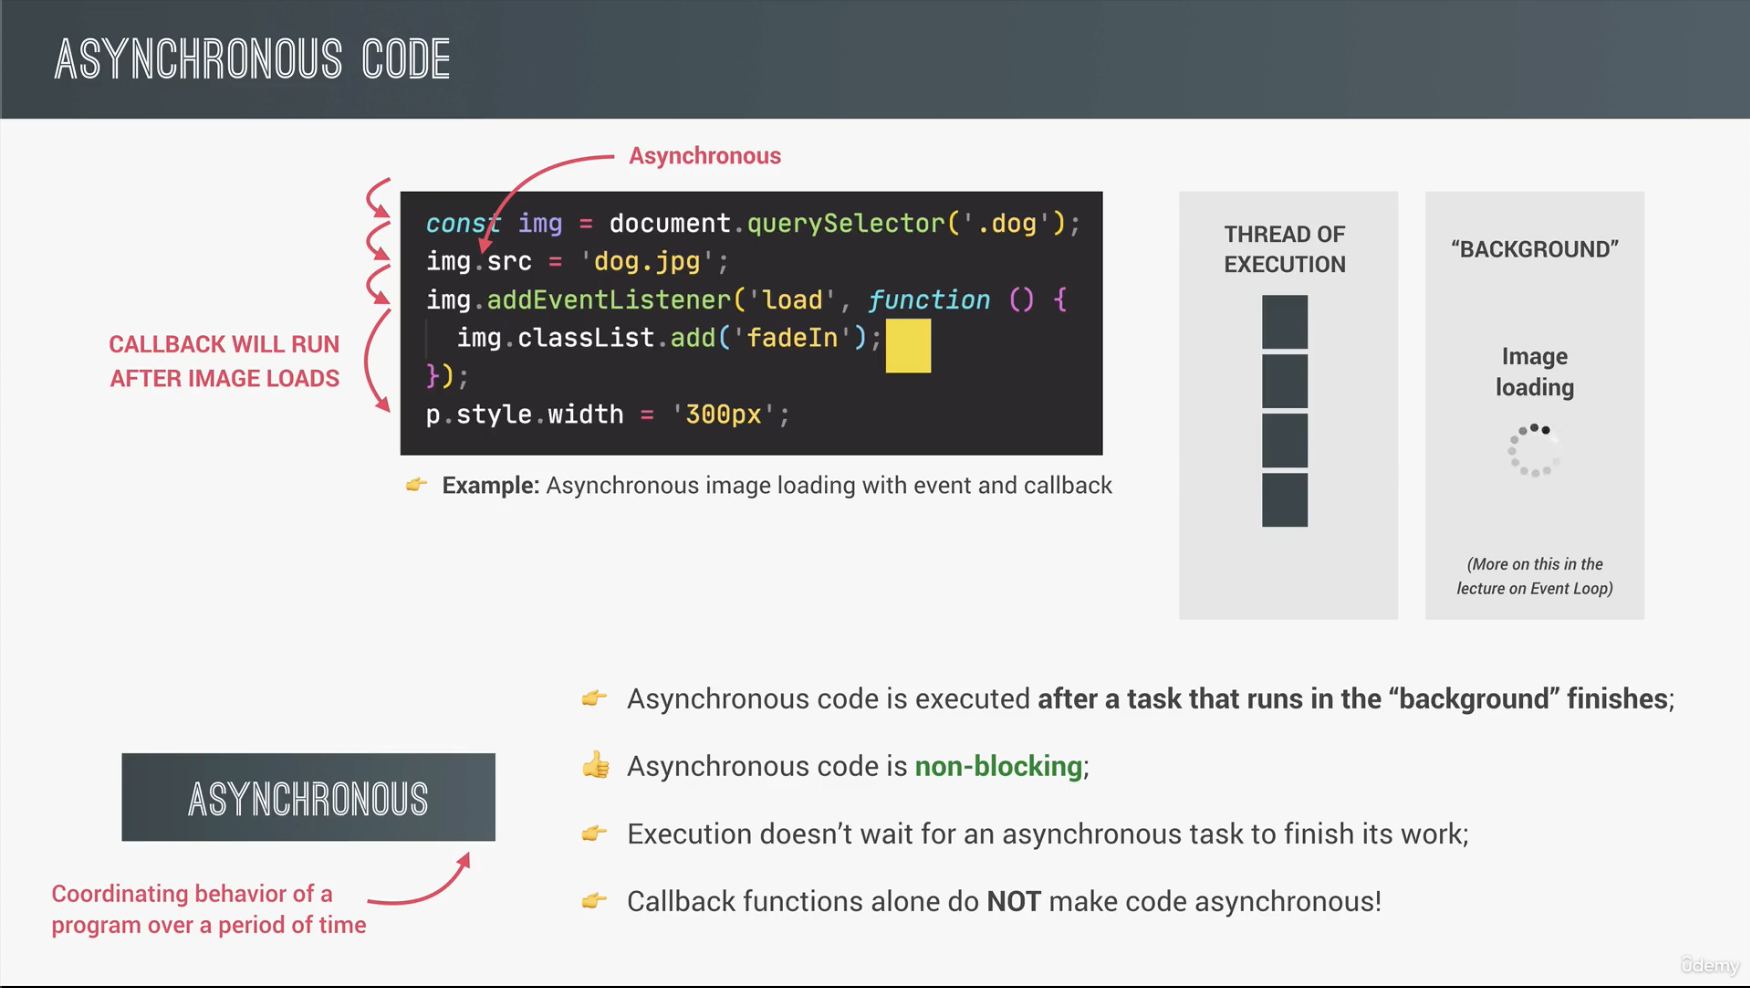 ASYNCHRONOUS CODE
Asynchronous
const img = document.querySelector('.dog');
img.src = 'dog.jpg';
img.addEventListener('load', function () {
img.classList.add('fadeIn');
});
p.style.width = '300px';
CALLBACK WILL RUN
AFTER IMAGE LOADS
Example: Asynchronous image loading with event and callback
THREAD OF
EXECUTION
“BACKGROUND”
Image
loading
(More on this in the
lecture on Event Loop)
Asynchronous code is executed after a task that runs in the “background” finishes;
Asynchronous code is non-blocking;
Execution doesn’t wait for an asynchronous task to finish its work;
Callback functions alone do NOT make code asynchronous!
ASYNCHRONOUS
Coordinating behavior of a
program over a period of time
ûdemy